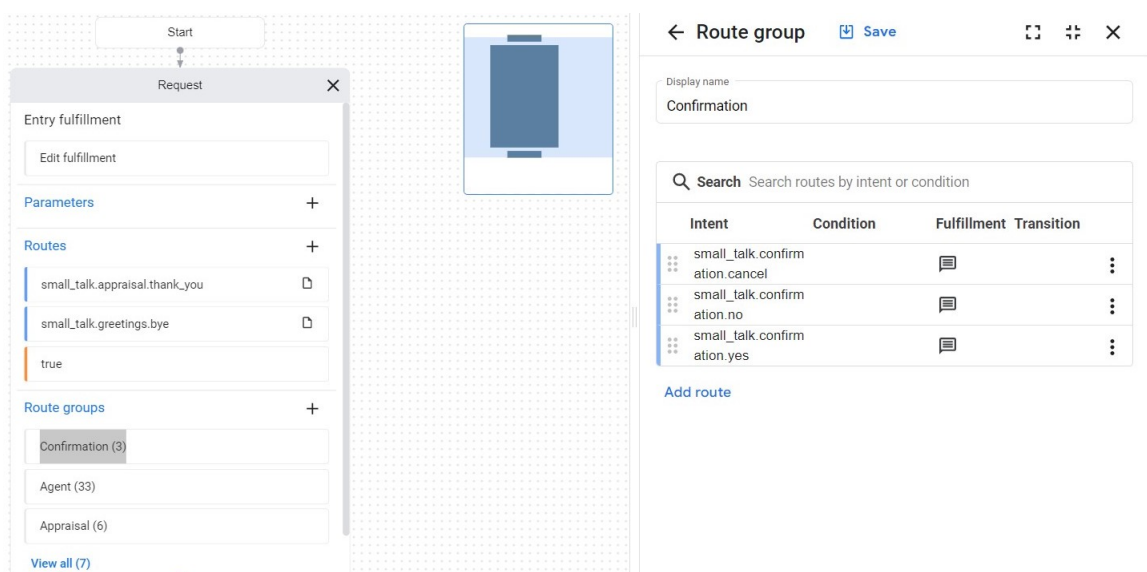 Start
Request
Entry fulfillment
Edit fulfillment
Parameters
Routes
small_talk.appraisal.thank_you
small_talk.greetings.bye
true
Route groups
Confirmation (3)
Agent (33)
Appraisal (6)
View all (7)
Route group Save
Display name
Confirmation
Search Search routes by intent or condition
Intent Condition Fulfillment Transition
small_talk.confirm
ation.cancel
small_talk.confirm
ation.no
small_talk.confirm
ation.yes
Add route